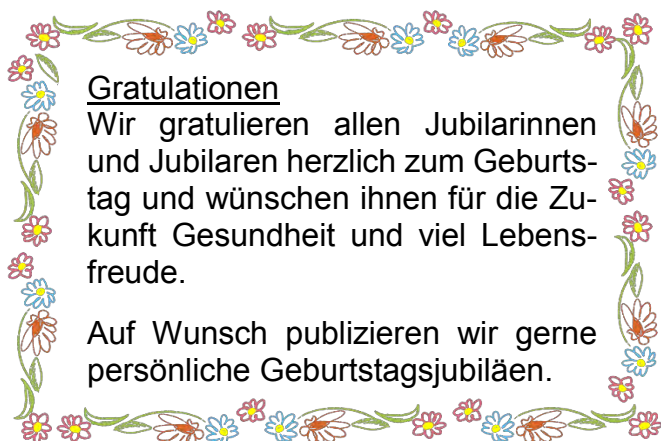 Gratulationen
Wir gratulieren allen Jubilarinnen
und Jubilaren herzlich zum Geburts-
tag und wünschen ihnen für die Zu-
kunft Gesundheit und viel Lebens-
freude.
Auf Wunsch publizieren wir gerne
persönliche Geburtstagsjubiläen.